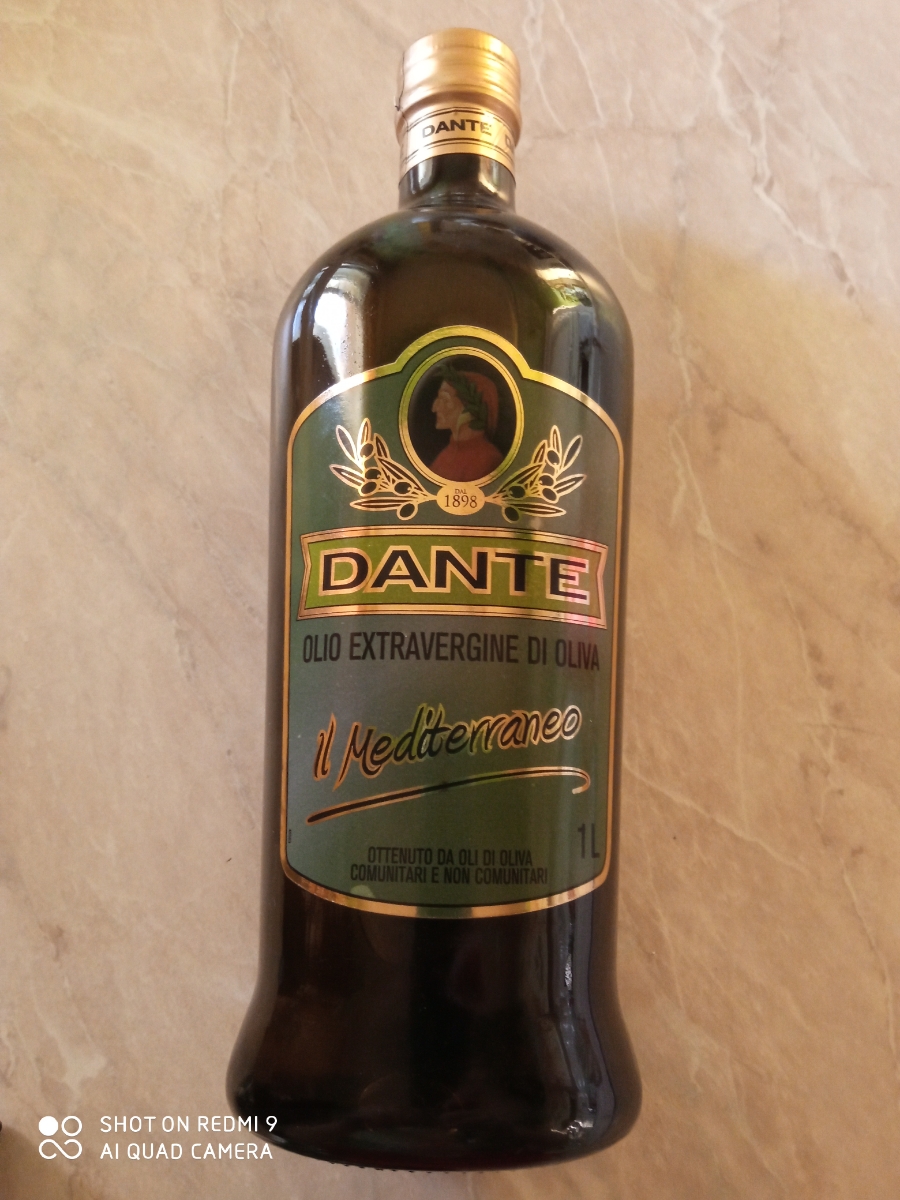 DANTE
DAL
1898
DANTE
OLIO EXTRAVERGINE DI OLIVA
Il Mediterraneo
1L
OTTENUTO DA OLI DI OLIVA
COMUNITARI E NON COMUNITARI
SHOT ON REDMI 9
AI QUAD CAMERA